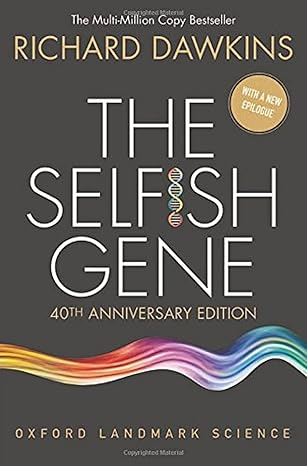 The Multi-Million Copy Bestseller
RICHARD DAWKINS
WITH A NEW
EPILOGUE
THE
SELFISH
GENE
40TH ANNIVERSARY EDITION
OXFORD LANDMARK SCIENCE